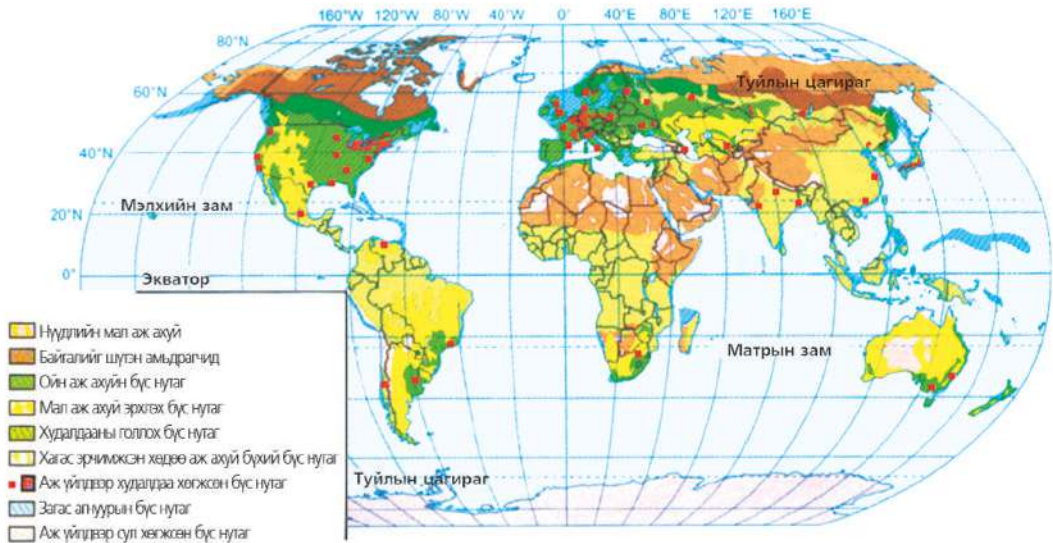 160°W 120°W 80°W 40°W 0° 40°E 80°E 120°E 160°E
80°N
60°N
Туйлын цагираг
40°N
Мэлхийн зам
20°N
Экватор
0°
Матрын зам
Туйлын цагираг
Нүүдлийн мал аж ахуй
Байгалийг шүтэн амьдрагчид
Ойн аж ахуйн бүс нутаг
Мал аж ахуй эрхлэх бүс нутаг
Худалдааны голлох бүс нутаг
Хагас эрчимжсэн хөдөө аж ахуй бүхий бүс нутаг
Аж үйлдвэр худалдаа хөгжсөн бүс нутаг
Загас агнуурын бүс нутаг
Аж үйлдвэр сул хөгжсөн бүс нутаг